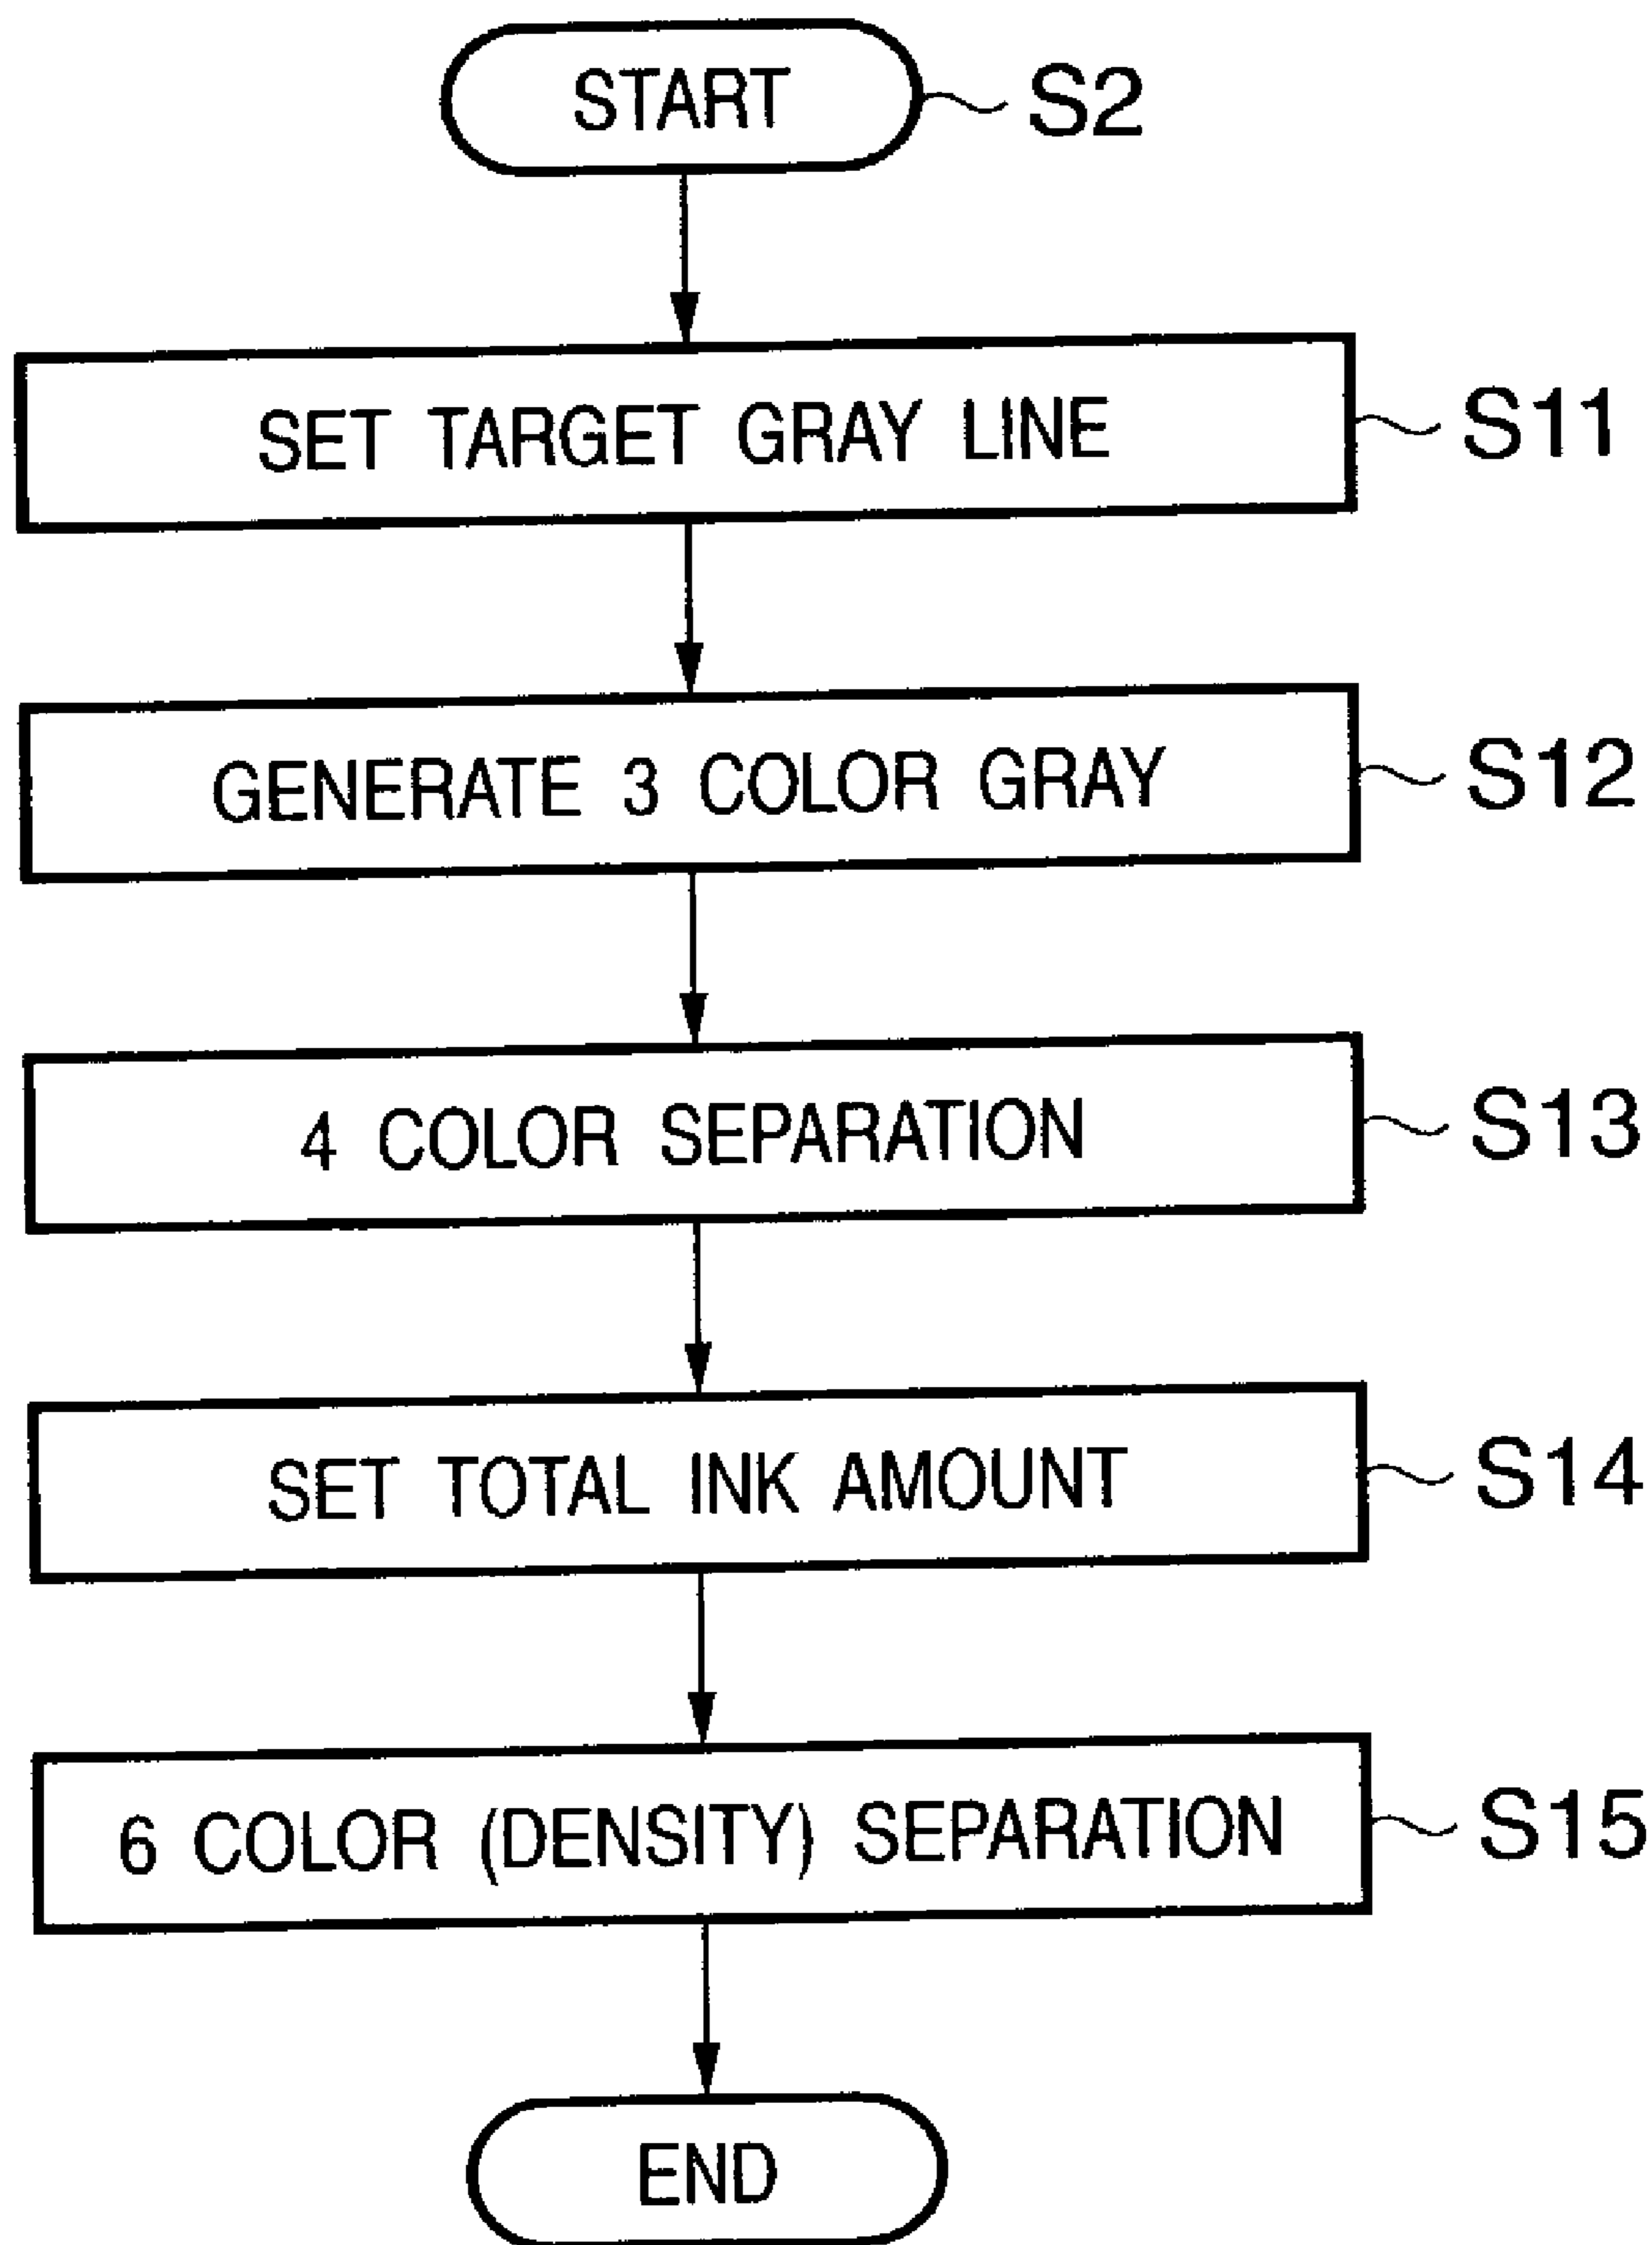 START
S2
SET TARGET GRAY LINE
S11
GENERATE 3 COLOR GRAY
S12
4 COLOR SEPARATION
S13
SET TOTAL INK AMOUNT
S14
6 COLOR (DENSITY) SEPARATION
S15
END